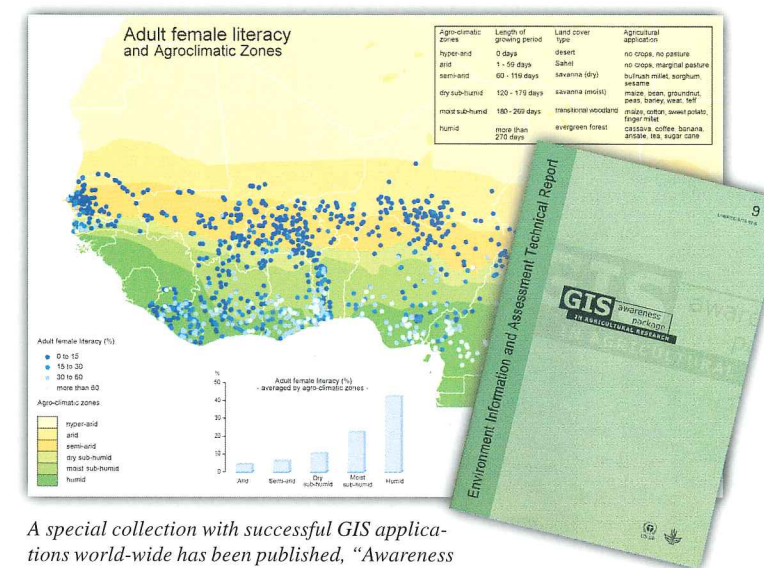 Adult female literacy
and Agroclimatic Zones
Agro-climatic zones Length of growing period Land cover type Agricultural application
hyper-arid 0 days desert no crops, no pasture
arid 1 - 59 days Sahel no crops, marginal pasture
semi-arid 60 - 119 days savanna (dry) bullrush millet, sorghum, sesame
dry sub-humid 120 - 179 days savanna (moist) maize, bean, groundnut, peas, barley, weat, teff
moist sub-humid 180 - 269 days transitional woodland maize, cotton, sweet potato, finger millet
humid more than 270 days evergreen forest cassava, coffee, banana, ansate, tea, sugar cane
Adult female literacy (%)
0 to 15
15 to 30
30 to 60
more than 60
Agro-climatic zones
hyper-arid
arid
semi-arid
dry sub-humid
moist sub-humid
humid
Adult female literacy (%)
- averaged by agro-climatic zones -
%
50
40
30
20
10
0
Arid Semi-arid Dry sub-humid Moist sub-humid Humid
Environment Information and Assessment Technical Report
9
GIS awareness package
IN AGRICULTURAL RESEARCH
A special collection with successful GIS applica-
tions world-wide has been published, “Awareness